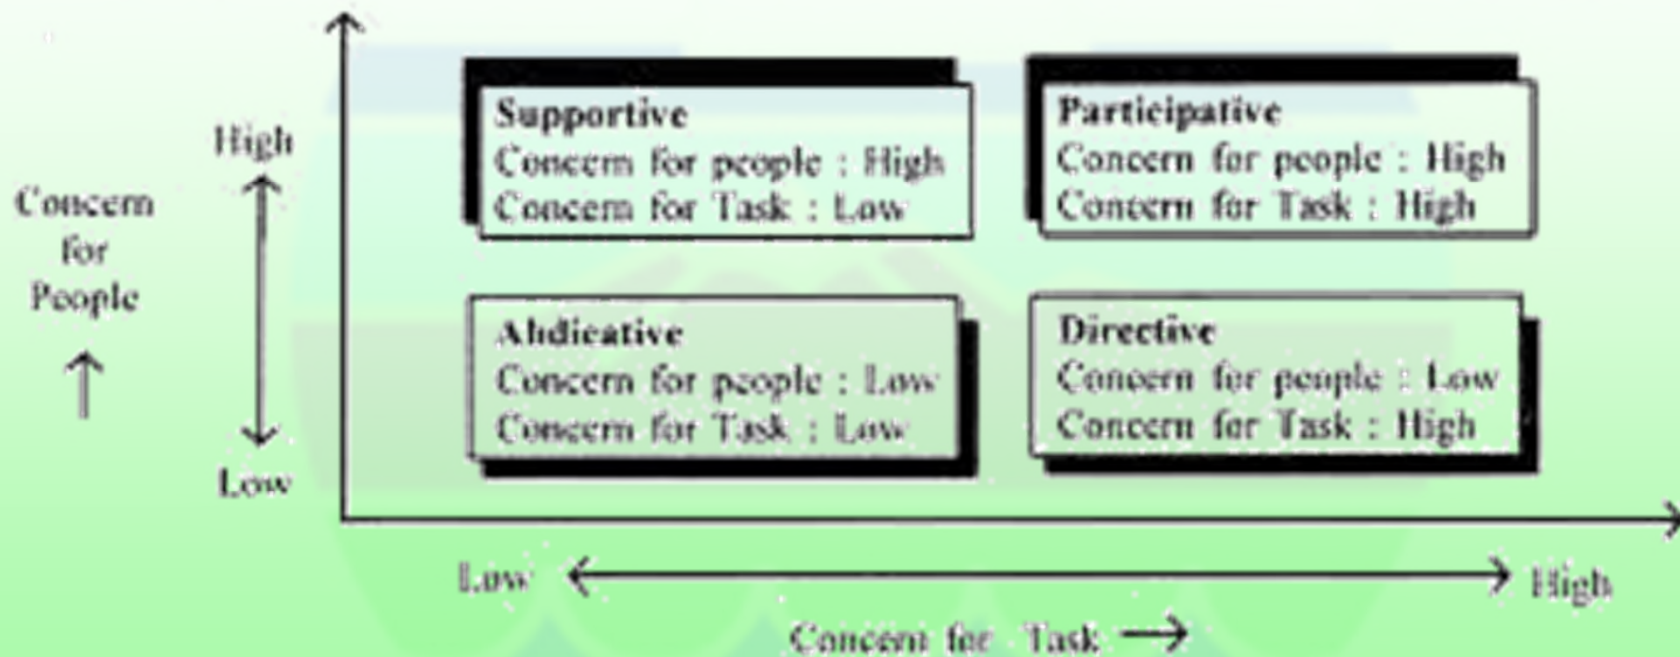 High
Concern
for
People
Low
Supportive
Concern for people : High
Concern for Task : Low
Participative
Concern for people : High
Concern for Task : High
Abdicative
Concern for people : Low
Concern for Task : Low
Directive
Concern for people : Low
Concern for Task : High
Low
High
Concern for Task